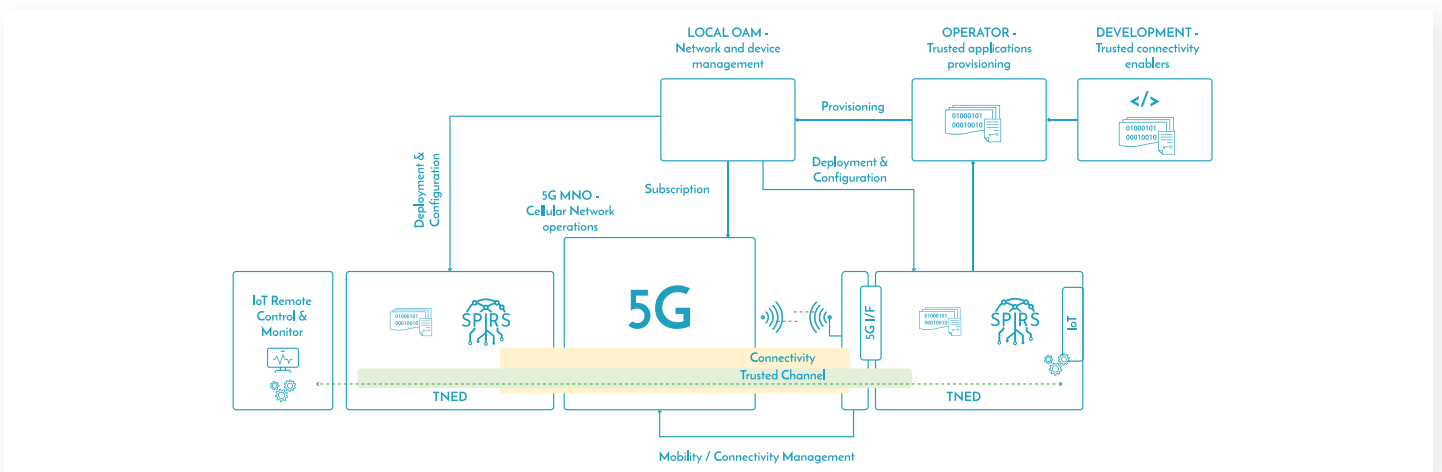 LOCAL OAM -
Network and device
management
OPERATOR -
Trusted applications
provisioning
DEVELOPMENT -
Trusted connectivity
enablers
</>
Provisioning
01000101
00010010
01000101
00010010
Deployment &
Configuration
Subscription
Deployment &
Configuration
5G MNO -
Cellular Network
operations
IoT Remote
Control &
Monitor
01000101
00010010
SPIRS
5G
5G I/F
01000101
00010010
SPIRS
IoT
Connectivity
Trusted Channel
TNED
TNED
Mobility / Connectivity Management